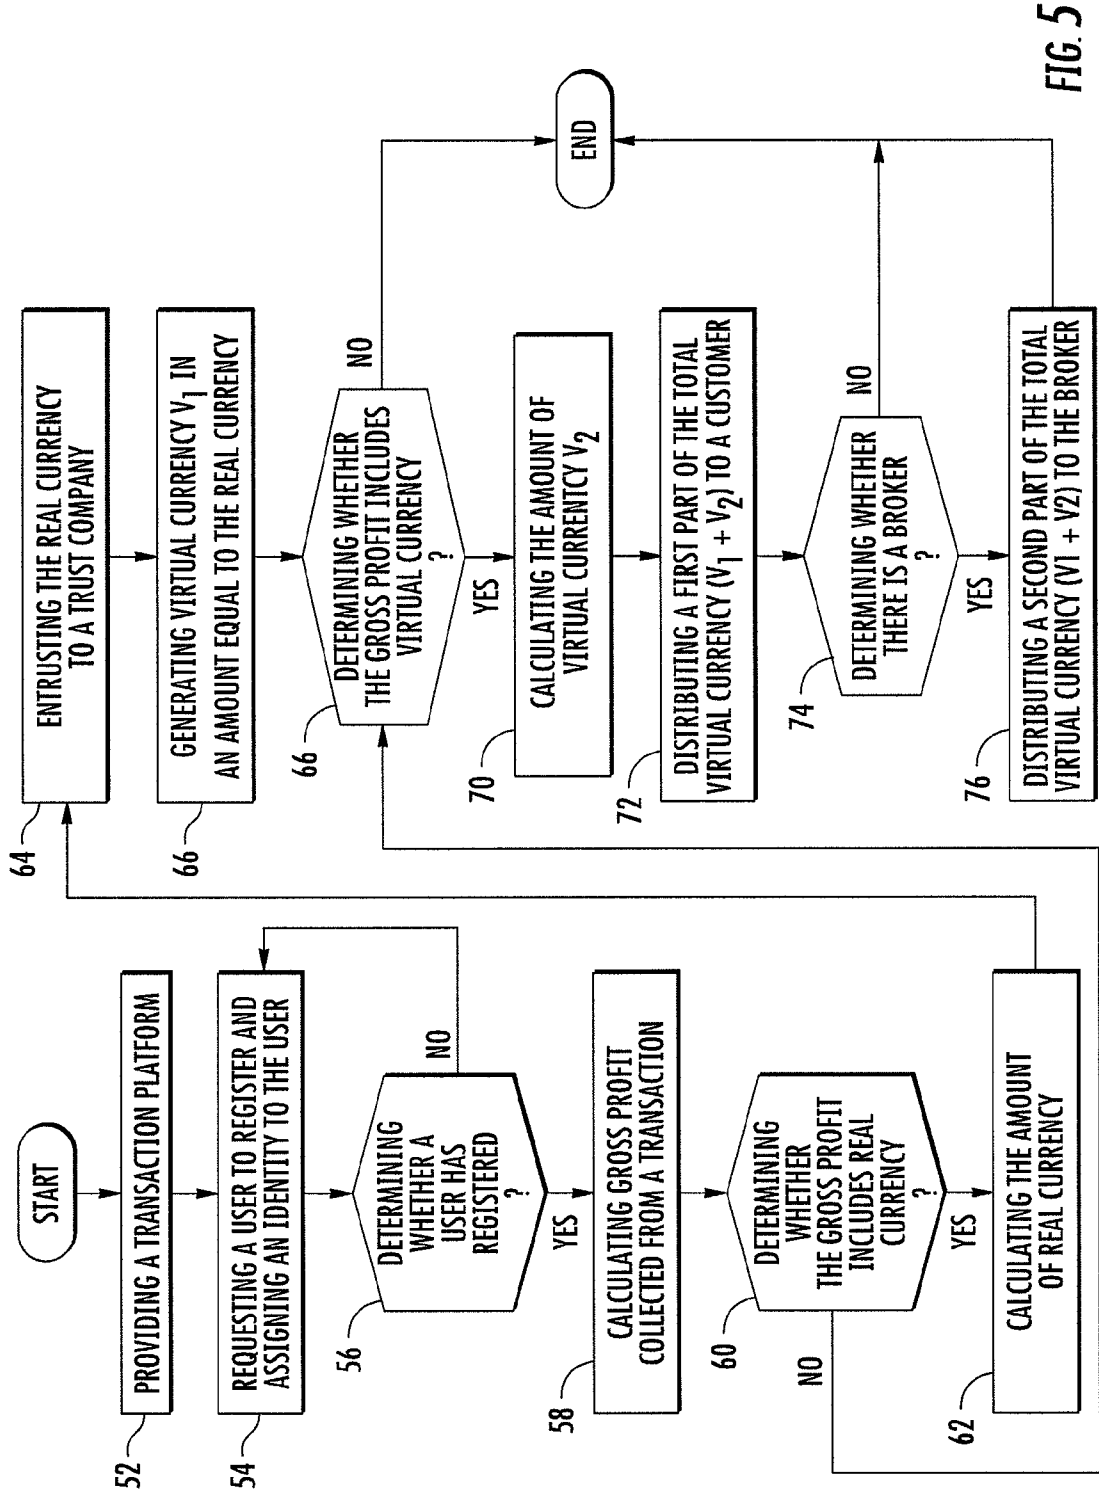 START
52
PROVIDING A TRANSACTION PLATFORM
54
REQUESTING A USER TO REGISTER AND
ASSIGNING AN IDENTITY TO THE USER
56
DETERMINING
WHETHER A
USER HAS
REGISTERED
?
NO
YES
58
CALCULATING GROSS PROFIT
COLLECTED FROM A TRANSACTION
60
DETERMINING
WHETHER
THE GROSS PROFIT
INCLUDES REAL
CURRENCY
?
NO
YES
62
CALCULATING THE AMOUNT
OF REAL CURRENCY
64
ENTRUSTING THE REAL CURRENCY
TO A TRUST COMPANY
66
GENERATING VIRTUAL CURRENCY V1 IN
AN AMOUNT EQUAL TO THE REAL CURRENCY
66
DETERMINING WHETHER
THE GROSS PROFIT INCLUDES
VIRTUAL CURRENCY
?
NO
YES
70
CALCULATING THE AMOUNT OF
VIRTUAL CURRENTCY V2
72
DISTRIBUTING A FIRST PART OF THE TOTAL
VIRTUAL CURRENCY (V1 + V2) TO A CUSTOMER
74
DETERMINING WHETHER
THERE IS A BROKER
?
NO
YES
76
DISTRIBUTING A SECOND PART OF THE TOTAL
VIRTUAL CURRENCY (V1 + V2) TO THE BROKER
END
FIG. 5